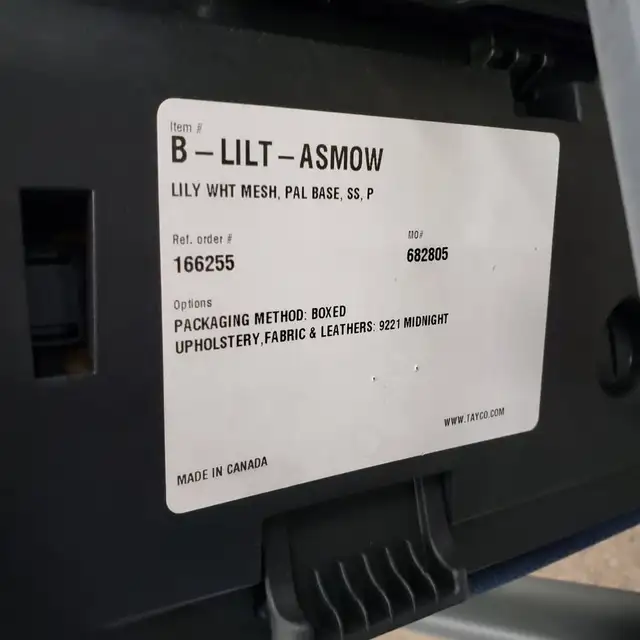 Item #
B-LILT-ASMOW
LILY WHT MESH, PAL BASE, SS, P
Ref. order # MO#
166255 682805
Options
PACKAGING METHOD: BOXED
UPHOLSTERY,FABRIC & LEATHERS: 9221 MIDNIGHT
WWW.TAYCO.COM
MADE IN CANADA